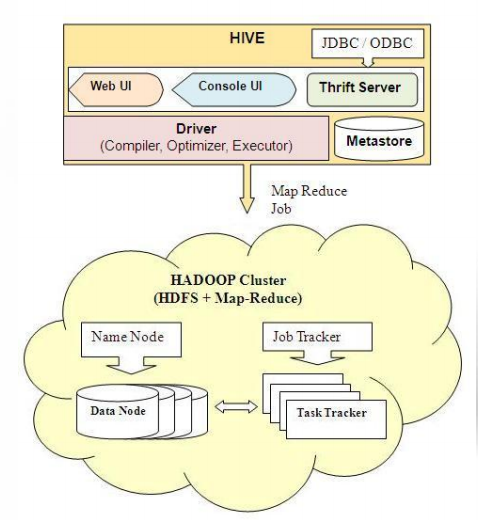 HIVE
JDBC / ODBC
Web UI
Console UI
Thrift Server
Driver
(Compiler, Optimizer, Executor)
Metastore
Map Reduce
Job
HADOOP Cluster
(HDFS + Map-Reduce)
Name Node
Job Tracker
Data Node
Task Tracker